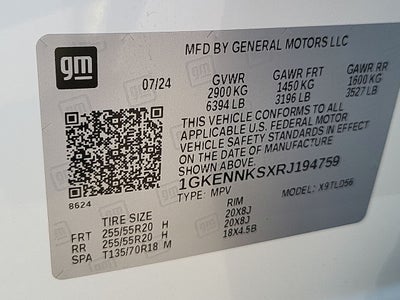 gm
MFD BY GENERAL MOTORS LLC
07/24 GVWR GAWR FRT GAWR RR
2900 KG 1450 KG 1600 KG
6394 LB 3196 LB 3527 LB
THIS VEHICLE CONFORMS TO ALL
APPLICABLE U.S. FEDERAL MOTOR
VEHICLE SAFETY STANDARDS IN EFFECT
ON THE DATE OF MANUFACTURE
SHOWN ABOVE.
1GKENNKSXRJ194759
TYPE: MPV MODEL: X9TLD56
8624
TIRE SIZE RIM
FRT 255/55R20 H 20X8J
RR 255/55R20 H 20X8J
SPA T135/70R18 M 18X4.5B